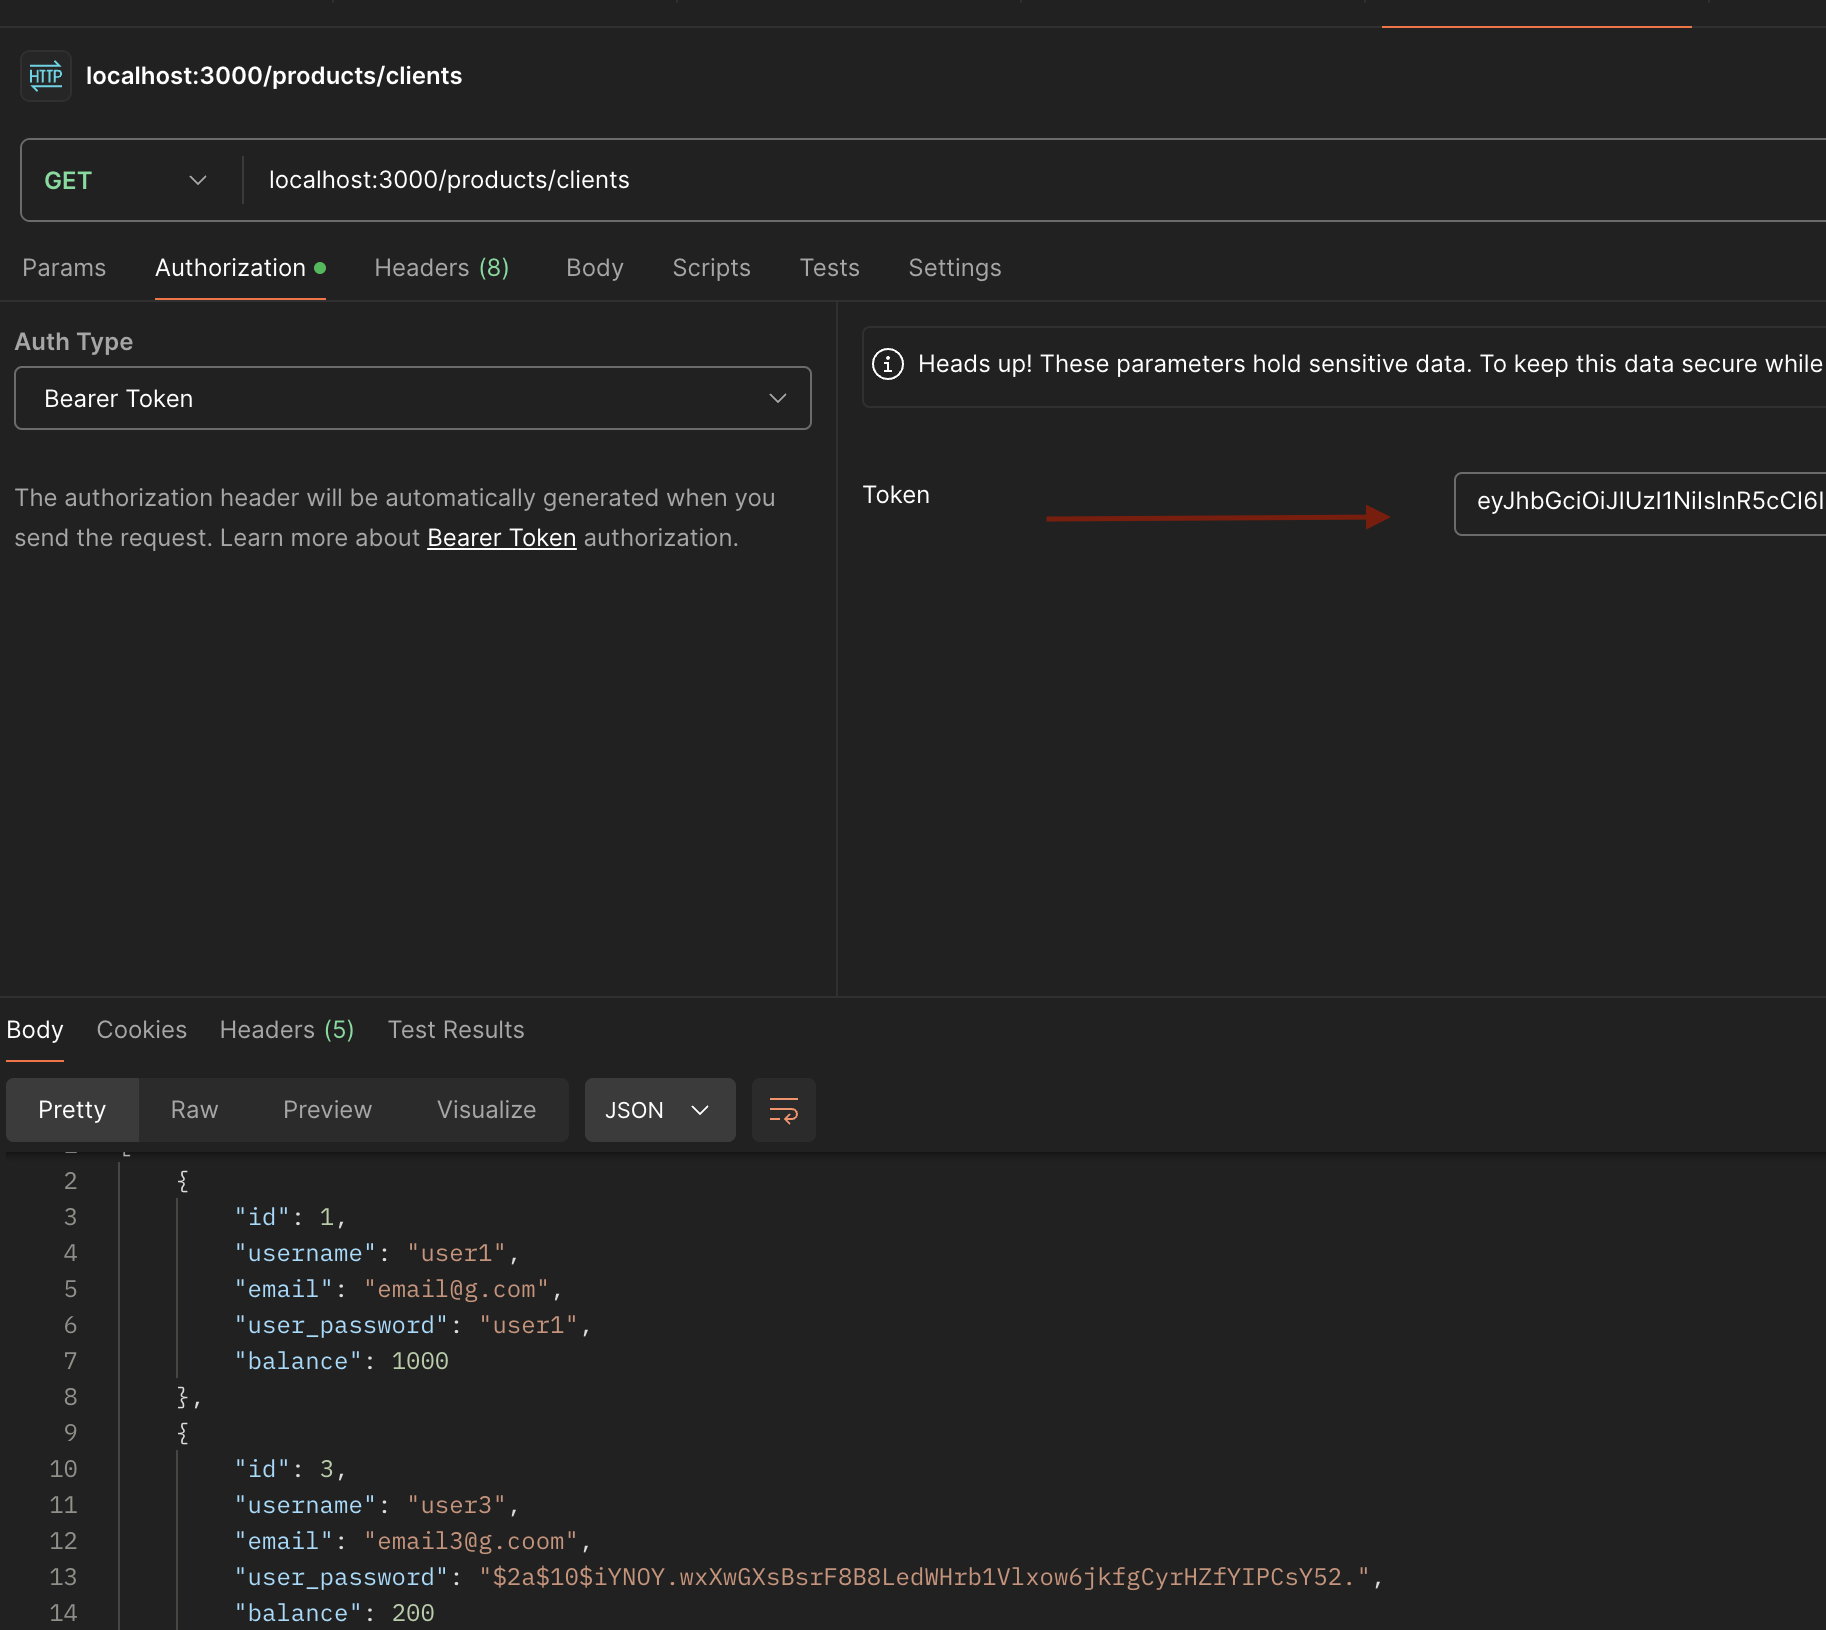 HTTP localhost:3000/products/clients
GET localhost:3000/products/clients
Params Authorization Headers (8) Body Scripts Tests Settings
Auth Type
Bearer Token
The authorization header will be automatically generated when you
send the request. Learn more about Bearer Token authorization.
Heads up! These parameters hold sensitive data. To keep this data secure while
Token eyJhbGciOiJIUzI1NiIsInR5cCI6I
Body Cookies Headers (5) Test Results
Pretty Raw Preview Visualize JSON
2 {
3 "id": 1,
4 "username": "user1",
5 "email": "email@g.com",
6 "user_password": "user1",
7 "balance": 1000
8 },
9 {
10 "id": 3,
11 "username": "user3",
12 "email": "email3@g.coom",
13 "user_password": "$2a$10$iYNOY.wxXwGXsBsrF8B8LedWHrb1Vlxow6jkfgCyrHZfYIPCsY52.",
14 "balance": 200